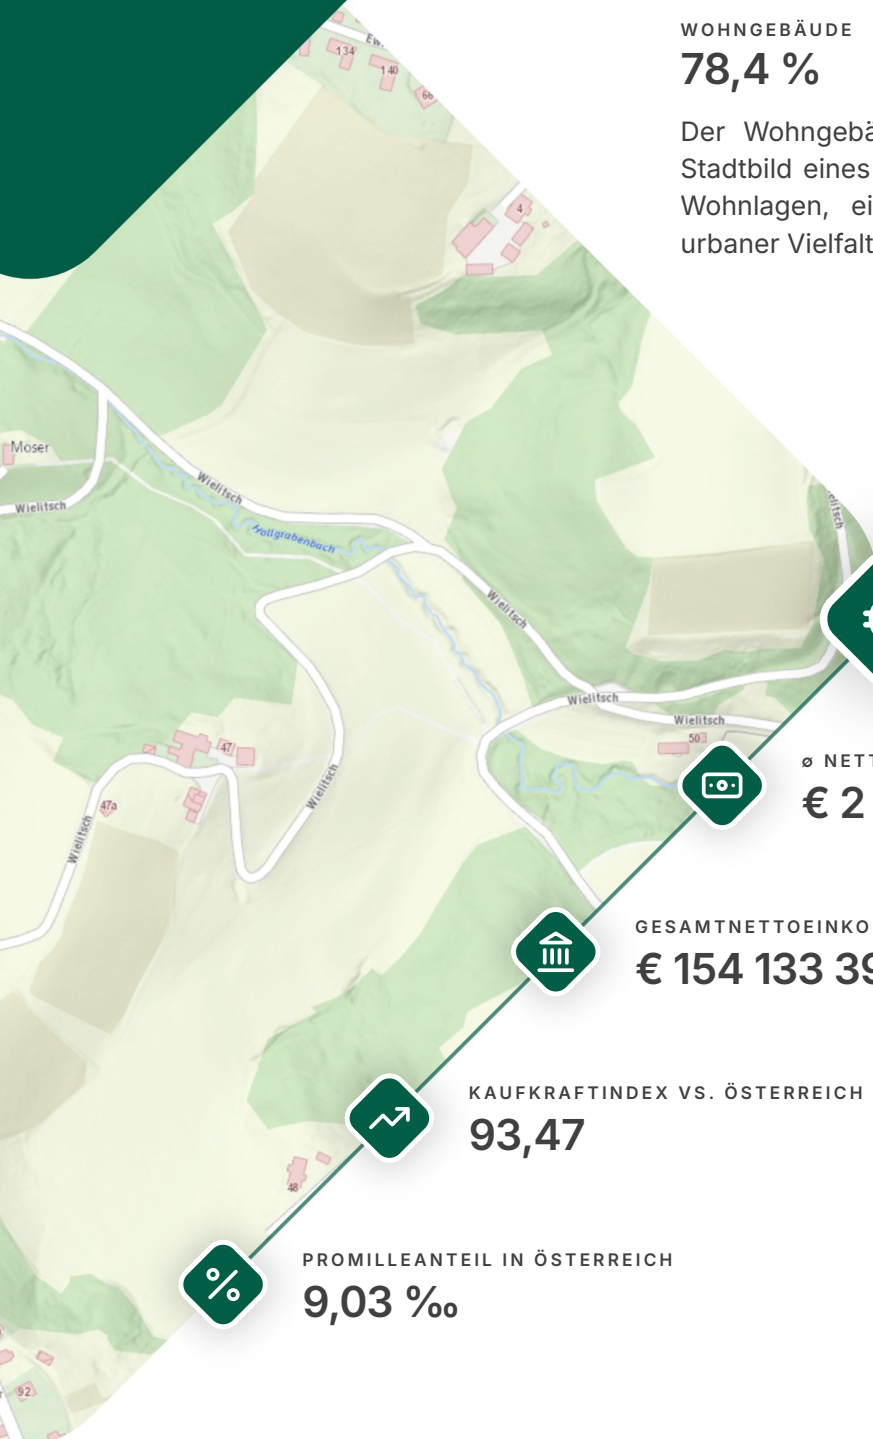 WOHNGEBÄUDE
78,4 %
Der Wohngebä
Stadtbild eines
Wohnlagen, ei
urbaner Vielfalt
134
140
66
4
Moser
Wielitsch
Wielitsch
Hollgrabenbach
Wielitsch
Wielitsch
Wielitsch
50
47
47a
Wielitsch
Wielitsch
ø NETT
€ 2
GESAMTNETTOEINKO
€ 154 133 39
KAUFKRAFTINDEX VS. ÖSTERREICH
93,47
48
PROMILLEANTEIL IN ÖSTERREICH
9,03 ‰
92